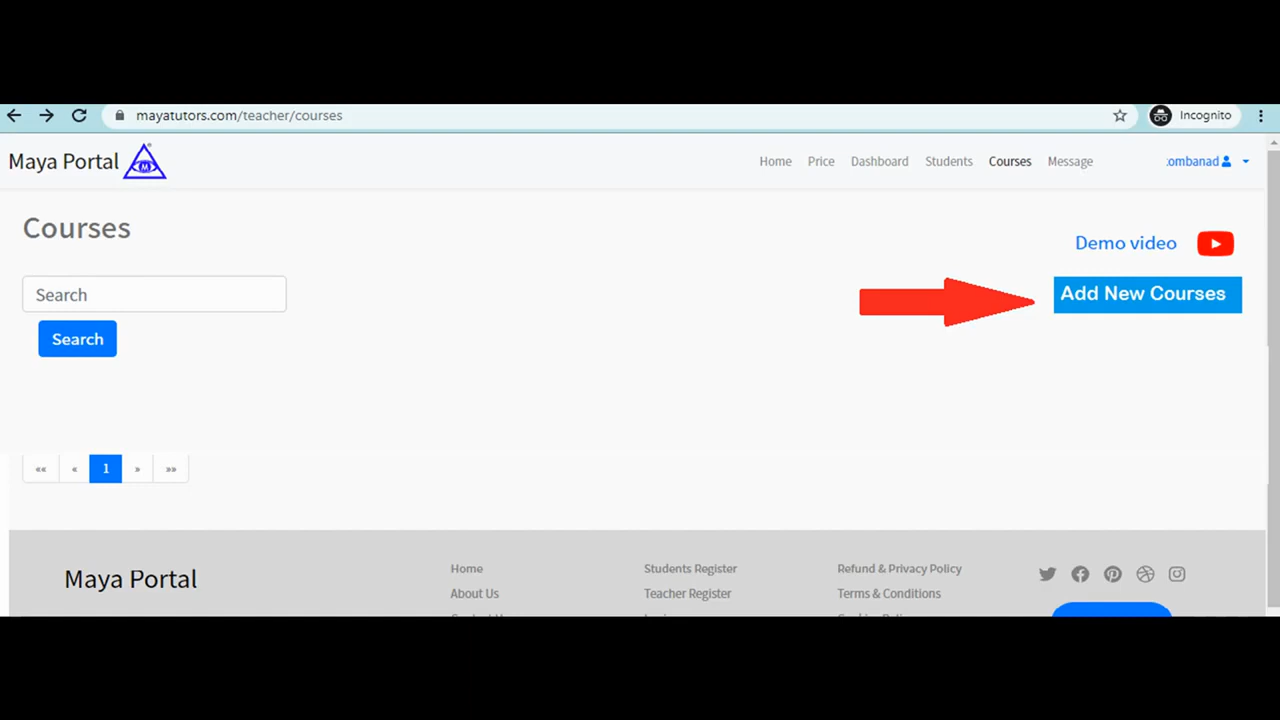 mayatutors.com/teacher/courses
Incognito
Maya Portal
M
Home Price Dashboard Students Courses Message
ombanad
Courses
Demo video
Search
Add New Courses
Search
«« « 1 » »»
Maya Portal
Home
About Us
Students Register
Teacher Register
Refund & Privacy Policy
Terms & Conditions